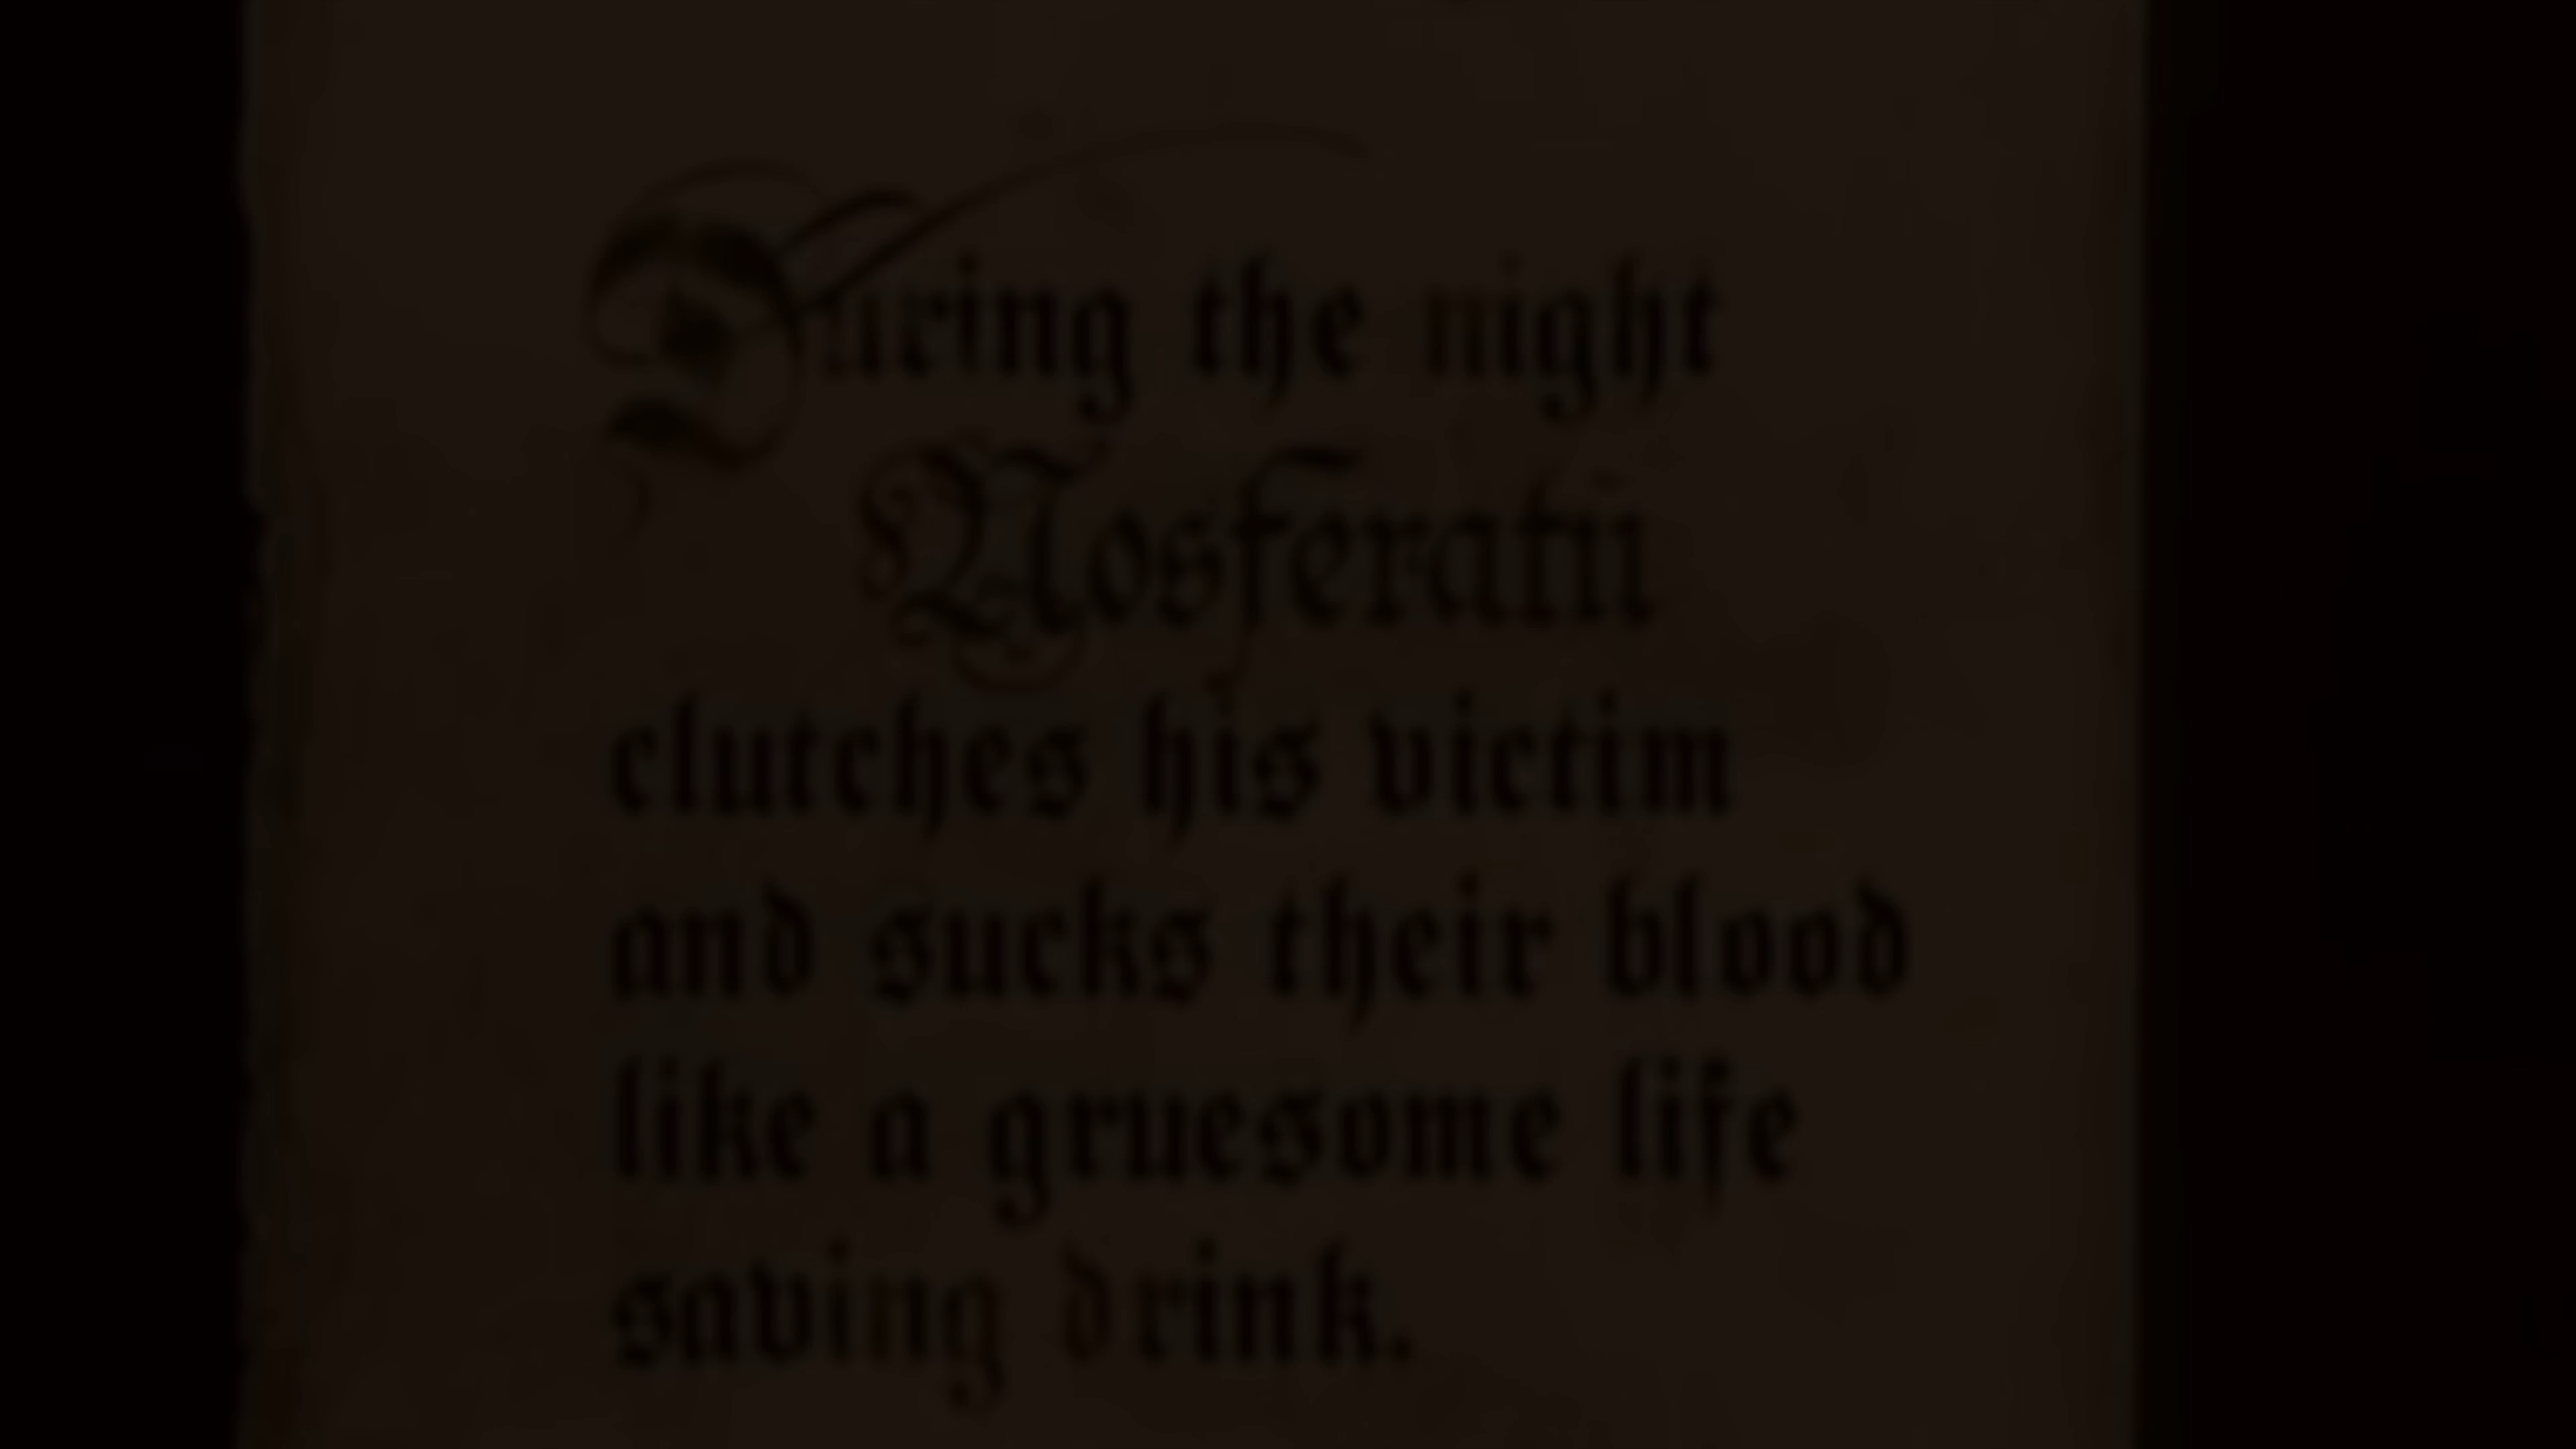 During the night
Nosferatu
clutches his victim
and sucks their blood
like a gruesome life
saving drink.